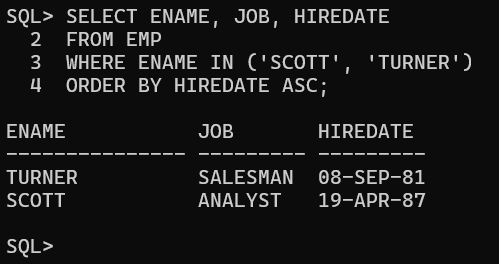 SQL> SELECT ENAME, JOB, HIREDATE
  2  FROM EMP
  3  WHERE ENAME IN ('SCOTT', 'TURNER')
  4  ORDER BY HIREDATE ASC;

ENAME           JOB       HIREDATE
--------------- --------- ---------
TURNER          SALESMAN  08-SEP-81
SCOTT           ANALYST   19-APR-87

SQL>